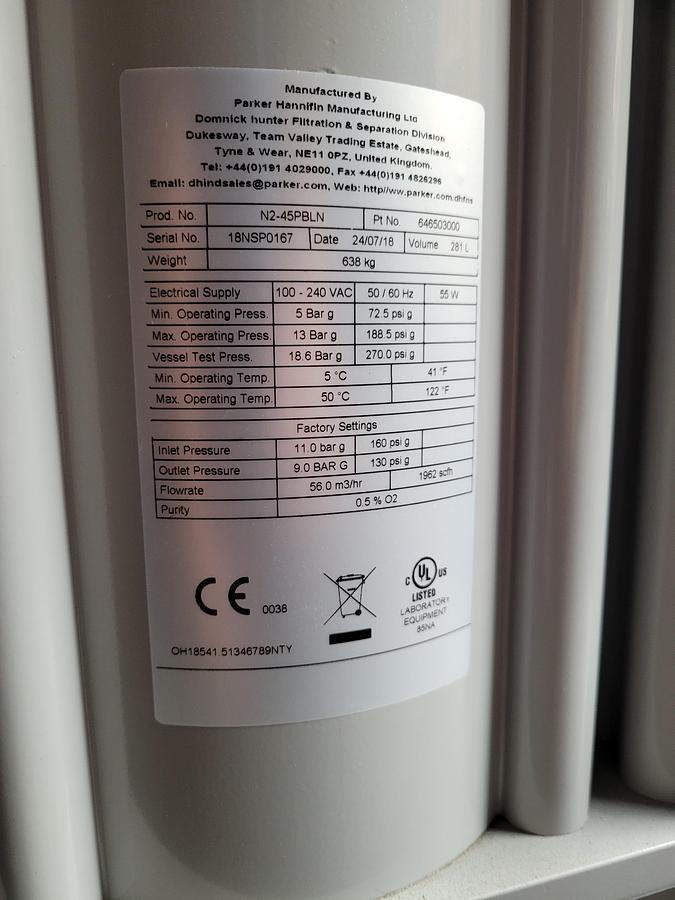 Manufactured By
Parker Hannifin Manufacturing Ltd
Domnick hunter Filtration & Separation Division
Dukesway, Team Valley Trading Estate, Gateshead,
Tyne & Wear, NE11 0PZ, United Kingdom.
Tel: +44(0)191 4029000, Fax +44(0)191 4826296
Email: dhindsales@parker.com, Web: http//ww.parker.com.dhfns
Prod. No. N2-45PBLN Pt No. 646503000
Serial No. 18NSP0167 Date 24/07/18 Volume 281 L
Weight 638 kg
Electrical Supply 100 - 240 VAC 50 / 60 Hz 55 W
Min. Operating Press. 5 Bar g 72.5 psi g
Max. Operating Press. 13 Bar g 188.5 psi g
Vessel Test Press. 18.6 Bar g 270.0 psi g
Min. Operating Temp. 5 °C 41 °F
Max. Operating Temp. 50 °C 122 °F
Factory Settings
Inlet Pressure 11.0 bar g 160 psi g
Outlet Pressure 9.0 BAR G 130 psi g
Flowrate 56.0 m3/hr 1962 scfh
Purity 0.5 % O2
CE 0038
C UL US
LISTED
LABORATORY
EQUIPMENT
85NA
OH18541.51346789NTY